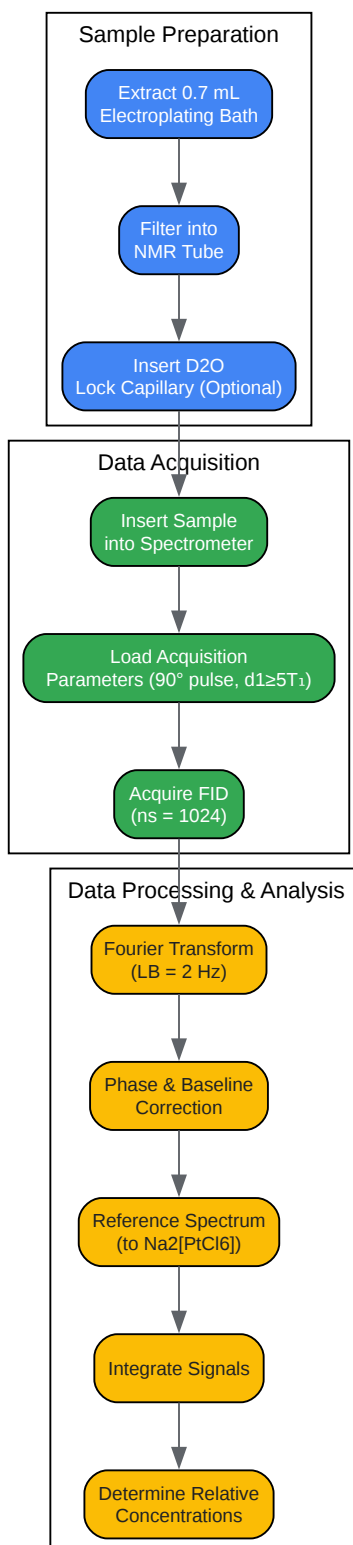 Sample Preparation
Extract 0.7 mL
Electroplating Bath
Filter into
NMR Tube
Insert D2O
Lock Capillary (Optional)
Data Acquisition
Insert Sample
into Spectrometer
Load Acquisition
Parameters (90° pulse, d1≥5T₁)
Acquire FID
(ns = 1024)
Data Processing & Analysis
Fourier Transform
(LB = 2 Hz)
Phase & Baseline
Correction
Reference Spectrum
(to Na2[PtCl6])
Integrate Signals
Determine Relative
Concentrations